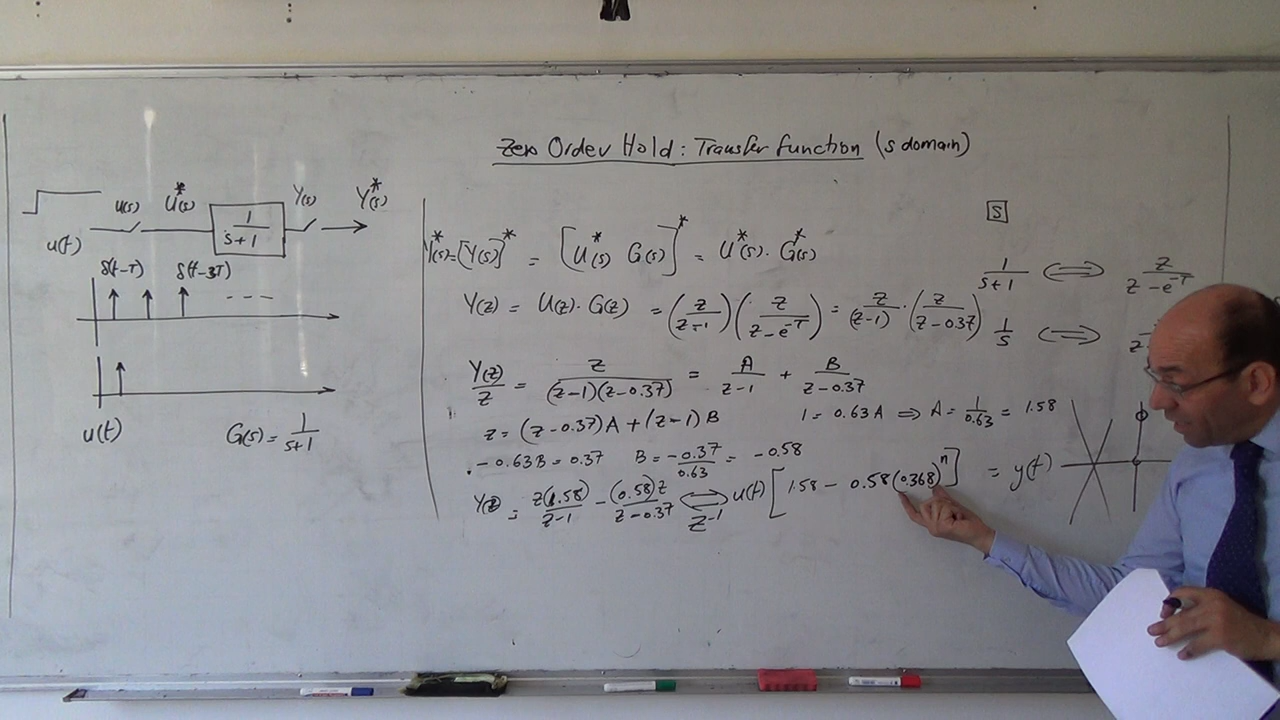 Zero Order Hold: Transfer function (s domain)
u(t) U(s) U*(s) 1/(s+1) Y(s) Y*(s)
δ(t-T) δ(t-3T)
u(t)
G(s) = 1/(s+1)
Y*(s) = [Y(s)]* = [U*(s) G(s)]* = U*(s) · G*(s)
Y(z) = U(z) · G(z) = (z/(z-1)) (z/(z-e^-T)) = z/(z-1) · (z/(z-0.37))
Y(z)/z = z/((z-1)(z-0.37)) = A/(z-1) + B/(z-0.37)
z = (z-0.37)A + (z-1)B 1 = 0.63A ⇒ A = 1/0.63 = 1.58
-0.63B = 0.37 B = -0.37/0.63 = -0.58
Y(z) = z(1.58)/(z-1) - (0.58)z/(z-0.37) ⇔ z^-1 u(t) [1.58 - 0.58(0.368)^n] = y(t)
S
1/(s+1) ⇔ z/(z-e^-T)
1/s ⇔